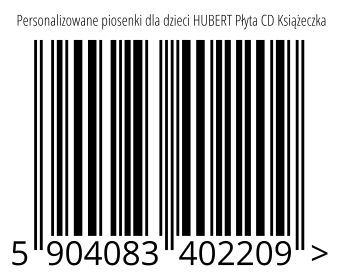 Personalizowane piosenki dla dzieci HUBERT Płyta CD Książeczka
5 904083 402209 >